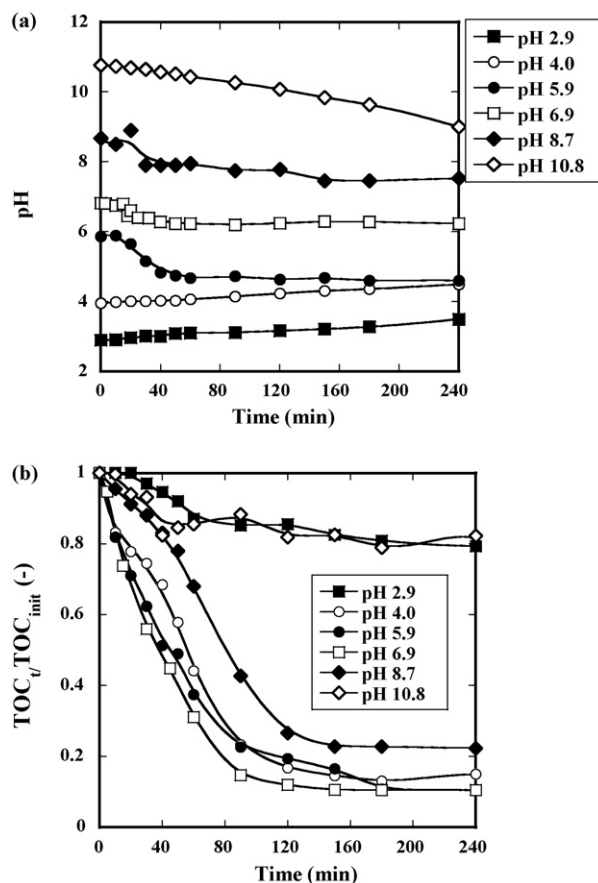 (a)
12
10
8
6
4
2
pH
0
40
80
120
160
200
240
Time (min)
pH 2.9
pH 4.0
pH 5.9
pH 6.9
pH 8.7
pH 10.8
(b)
1
0.8
0.6
0.4
0.2
0
TOCt/TOCinit (-)
pH 2.9
pH 4.0
pH 5.9
pH 6.9
pH 8.7
pH 10.8
0
40
80
120
160
200
240
Time (min)